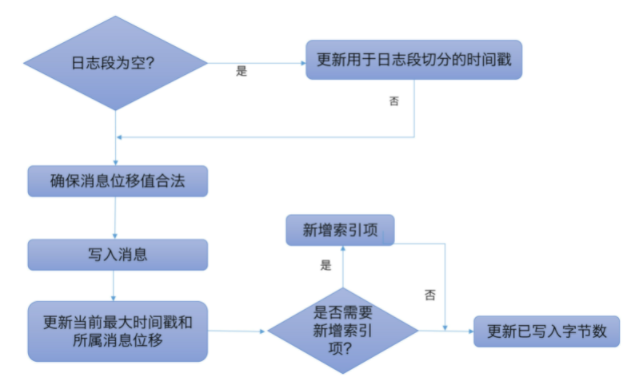 日志段为空?
是
更新用于日志段切分的时间戳
否
确保消息位移值合法
写入消息
更新当前最大时间戳和
所属消息位移
新增索引项
是
否
是否需要
新增索引
项?
更新已写入字节数